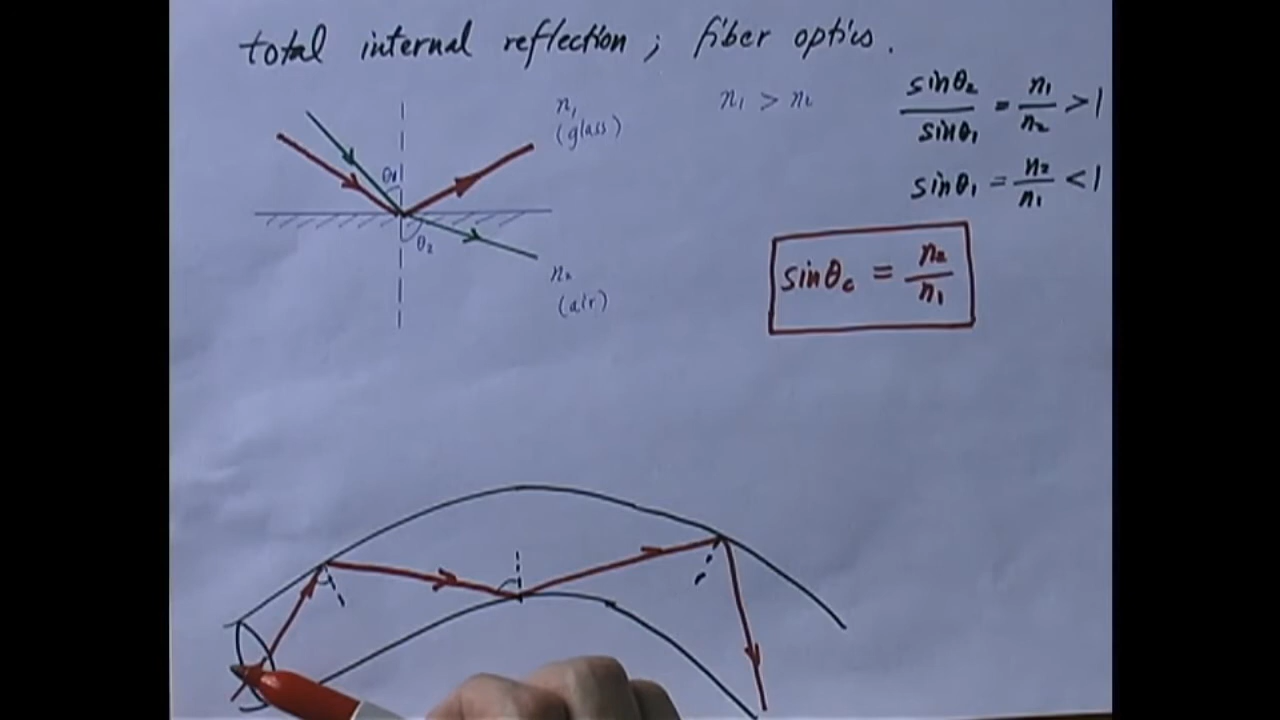 total internal reflection ; fiber optics .
n₁ (glass)
n₁ > n₂
sinθ₂ / sinθ₁ = n₁ / n₂ > 1
sinθ₁ = n₂ / n₁ < 1
θ₁
θ₂
n₂ (air)
sinθc = n₂ / n₁